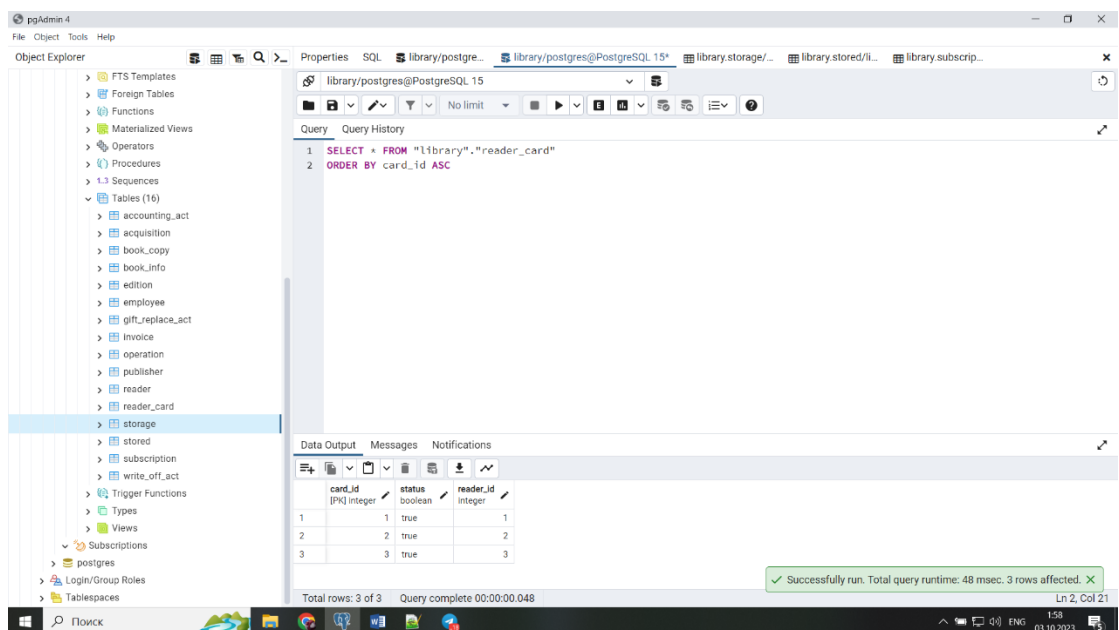 pgAdmin 4
File Object Tools Help
Object Explorer
Properties SQL library/postgre... library/postgres@PostgreSQL 15* library.storage/... library.stored/li... library.subscrip...
FTS Templates
Foreign Tables
Functions
Materialized Views
Operators
Procedures
1..3 Sequences
Tables (16)
accounting_act
acquisition
book_copy
book_info
edition
employee
gift_replace_act
invoice
operation
publisher
reader
reader_card
storage
stored
subscription
write_off_act
Trigger Functions
Types
Views
Subscriptions
postgres
Login/Group Roles
Tablespaces
library/postgres@PostgreSQL 15
No limit
E
Query Query History
1 SELECT * FROM "library"."reader_card"
2 ORDER BY card_id ASC
Data Output Messages Notifications
card_id status reader_id
[PK] integer boolean integer
1 1 true 1
2 2 true 2
3 3 true 3
Successfully run. Total query runtime: 48 msec. 3 rows affected.
Total rows: 3 of 3 Query complete 00:00:00.048 Ln 2, Col 21
Поиск ENG 1:58
03.10.2023